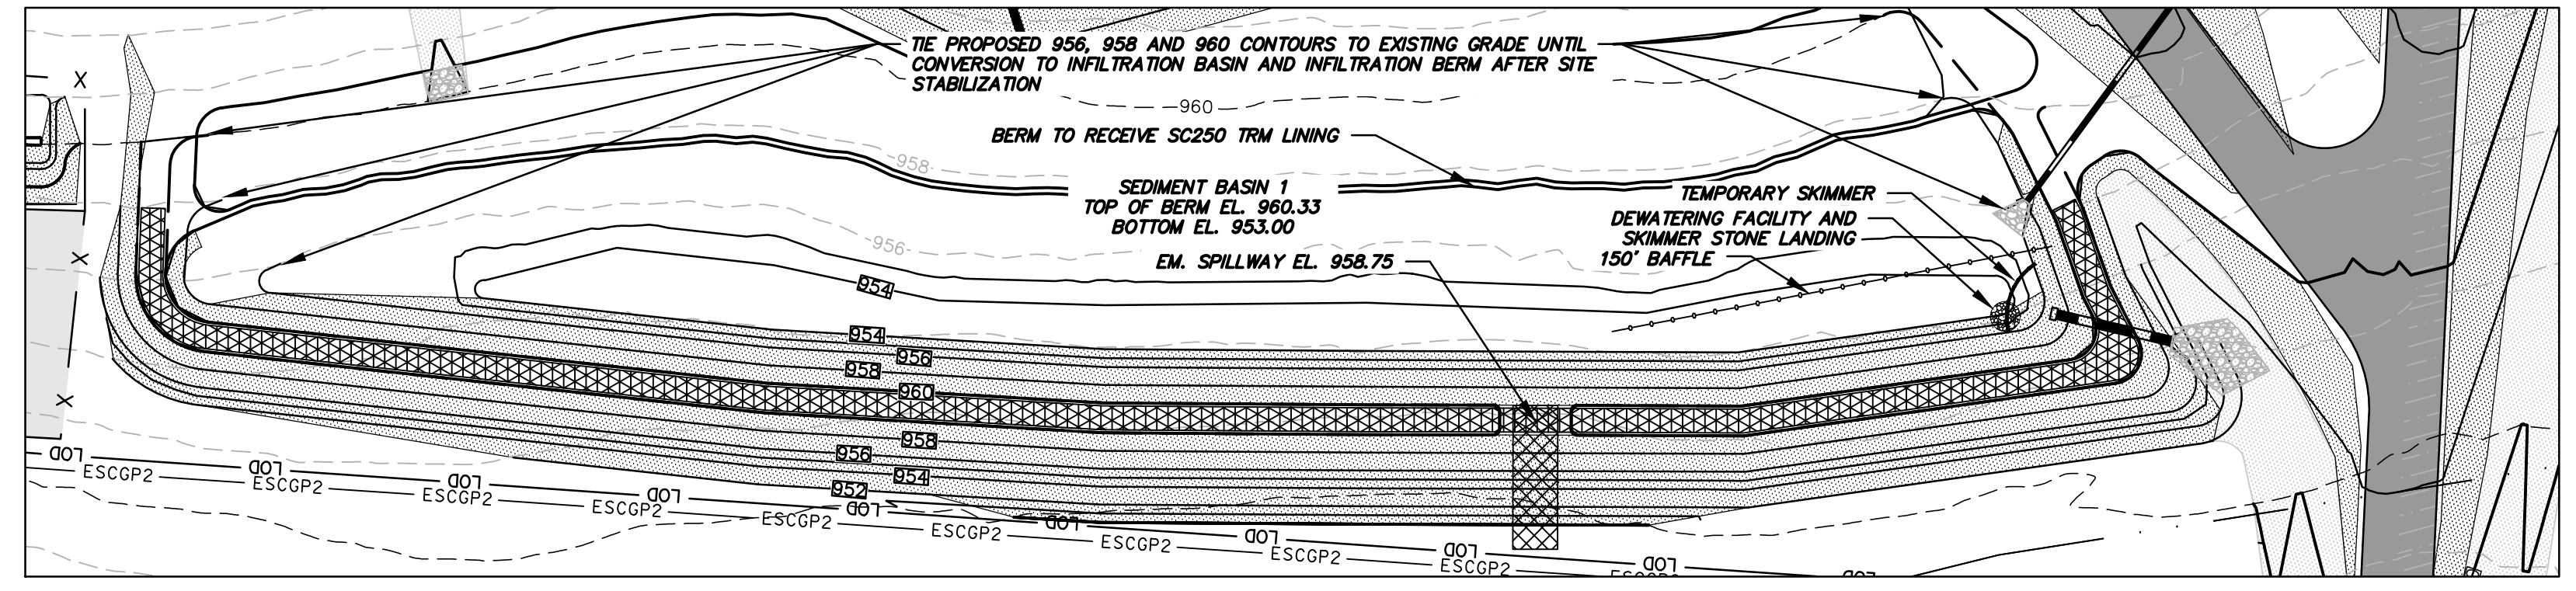 TIE PROPOSED 956, 958 AND 960 CONTOURS TO EXISTING GRADE UNTIL
CONVERSION TO INFILTRATION BASIN AND INFILTRATION BERM AFTER SITE
STABILIZATION
960
BERM TO RECEIVE SC250 TRM LINING
958
SEDIMENT BASIN 1
TOP OF BERM EL. 960.33
BOTTOM EL. 953.00
TEMPORARY SKIMMER
DEWATERING FACILITY AND
SKIMMER STONE LANDING
150' BAFFLE
956
EM. SPILLWAY EL. 958.75
954
954
956
958
960
958
956
954
952
X
X
X
LOD
LOD
LOD
LOD
LOD
LOD
LOD
LOD
LOD
LOD
ESCGP2
ESCGP2
ESCGP2
ESCGP2
ESCGP2
ESCGP2
ESCGP2
ESCGP2
ESCGP2
ESCGP2